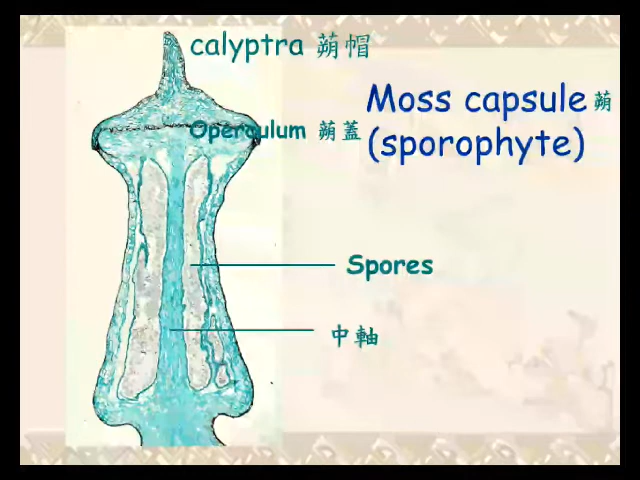 calyptra 蒴帽
Moss capsule 蒴
(sporophyte)
Operculum 蒴蓋
Spores
中軸